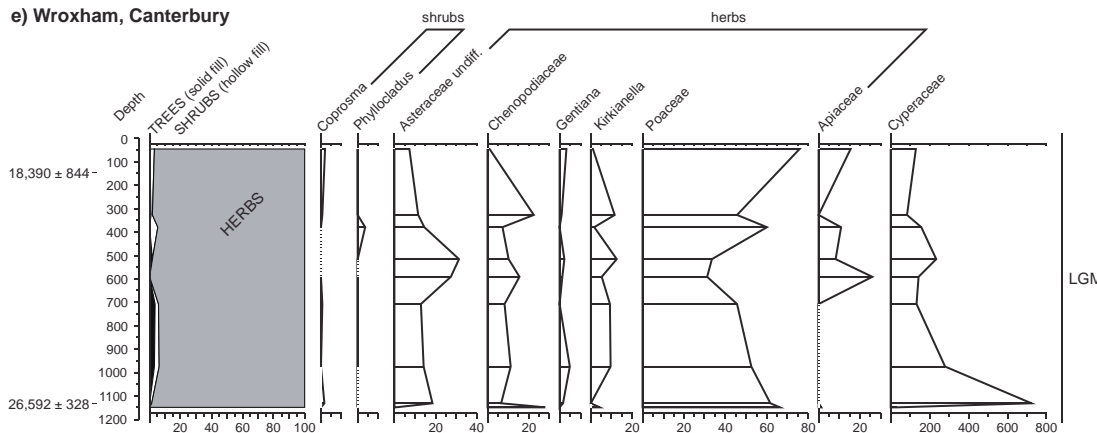 e) Wroxham, Canterbury
shrubs
herbs
Depth
TREES (solid fill)
SHRUBS (hollow fill)
Coprosma
Phyllocladus
Asteraceae undiff.
Chenopodiaceae
Gentiana
Kirkianella
Poaceae
Apiaceae
Cyperaceae
0
100
18,390 ± 844
200
300
400
500
600
700
800
900
1000
1100
26,592 ± 328
1200
HERBS
LGM
20 40 60 80 100
20 40
20
20
20 40 60 80
20
200 400 600 800